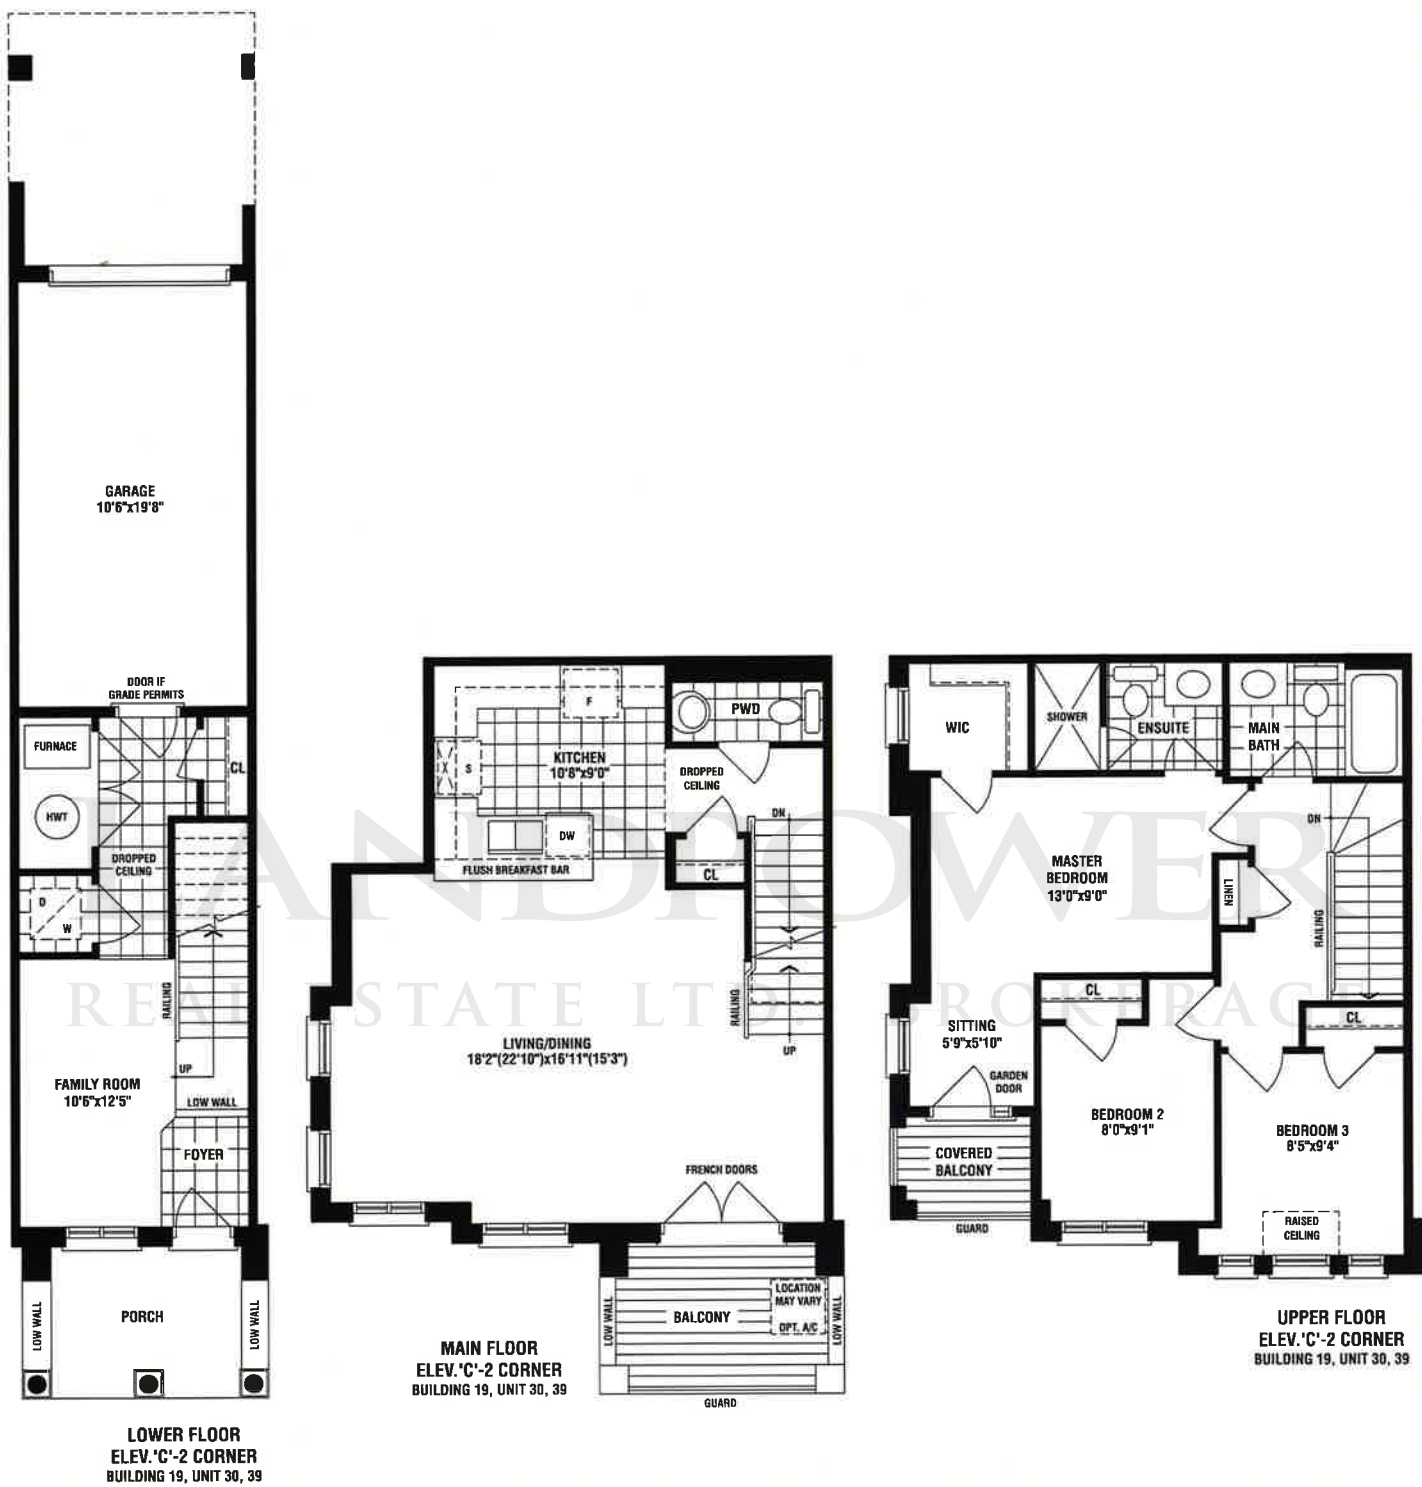 GARAGE
10'6"x19'8"
DOOR IF
GRADE PERMITS
FURNACE
CL
HWT
DROPPED
CEILING
D
W
RAILING
UP
FAMILY ROOM
10'6"x12'5"
LOW WALL
FOYER
LOW WALL
PORCH
LOW WALL
LOWER FLOOR
ELEV.'C'-2 CORNER
BUILDING 19, UNIT 30, 39
F
PWD
KITCHEN
10'8"x9'0"
S
DROPPED
CEILING
DN
DW
FLUSH BREAKFAST BAR
CL
RAILING
LIVING/DINING
18'2"(22'10")x16'11"(15'3")
UP
FRENCH DOORS
LOCATION
MAY VARY
OPT. A/C
BALCONY
LOW WALL
LOW WALL
GUARD
MAIN FLOOR
ELEV.'C'-2 CORNER
BUILDING 19, UNIT 30, 39
WIC
SHOWER
ENSUITE
MAIN
BATH
DN
MASTER
BEDROOM
13'0"x9'0"
LINEN
RAILING
CL
CL
SITTING
5'9"x5'10"
GARDEN
DOOR
BEDROOM 2
8'0"x9'1"
BEDROOM 3
8'5"x9'4"
COVERED
BALCONY
GUARD
RAISED
CEILING
UPPER FLOOR
ELEV.'C'-2 CORNER
BUILDING 19, UNIT 30, 39
LANDPOWER
REAL ESTATE LTD. BROKERAGE